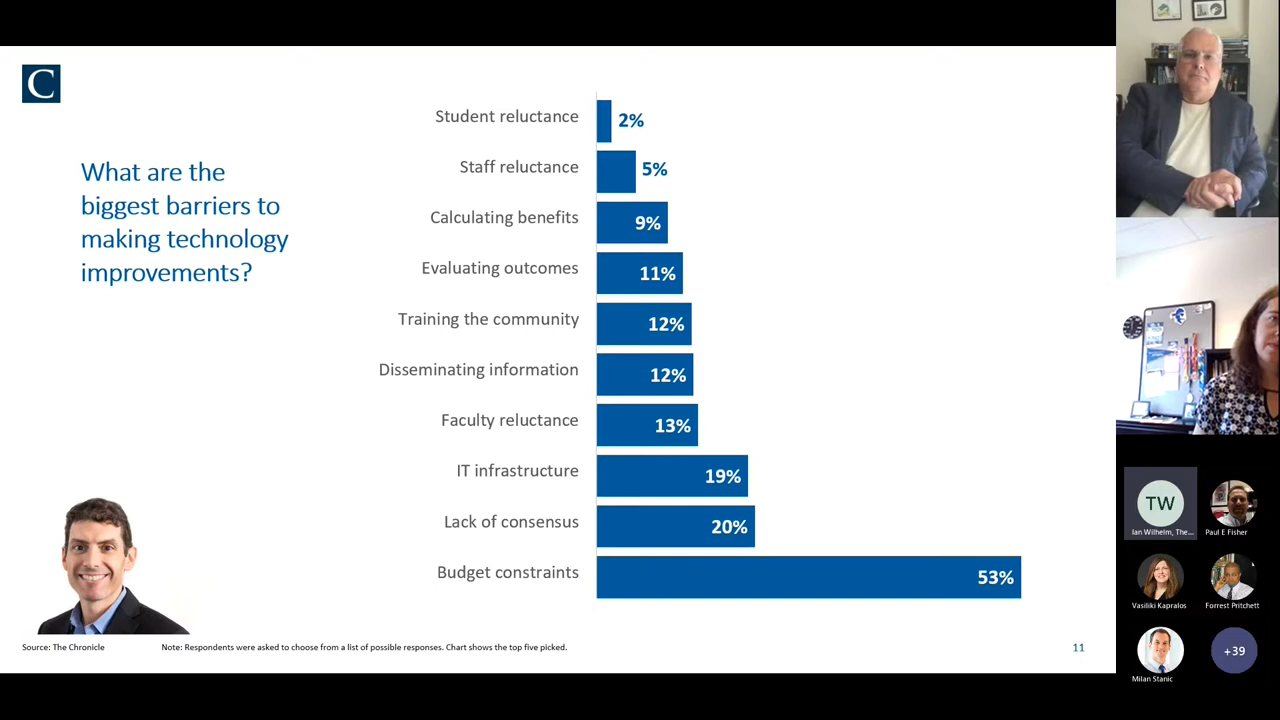 C
What are the
biggest barriers to
making technology
improvements?
Student reluctance 2%
Staff reluctance 5%
Calculating benefits 9%
Evaluating outcomes 11%
Training the community 12%
Disseminating information 12%
Faculty reluctance 13%
IT infrastructure 19%
Lack of consensus 20%
Budget constraints 53%
Source: The Chronicle
Note: Respondents were asked to choose from a list of possible responses. Chart shows the top five picked.
11
TW
Ian Wilhelm, The...
Paul E Fisher
Vasiliki Kapralos
Forrest Pritchett
Milan Stanic
+39